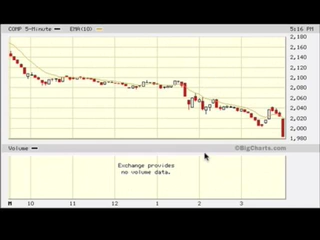 COMP 5-Minute EMA(10) 5:16 PM
2,180
2,160
2,140
2,120
2,100
2,080
2,060
2,040
2,020
2,000
1,980
Volume ©BigCharts.com
Exchange provides
no volume data.
M 10 11 12 1 2 3